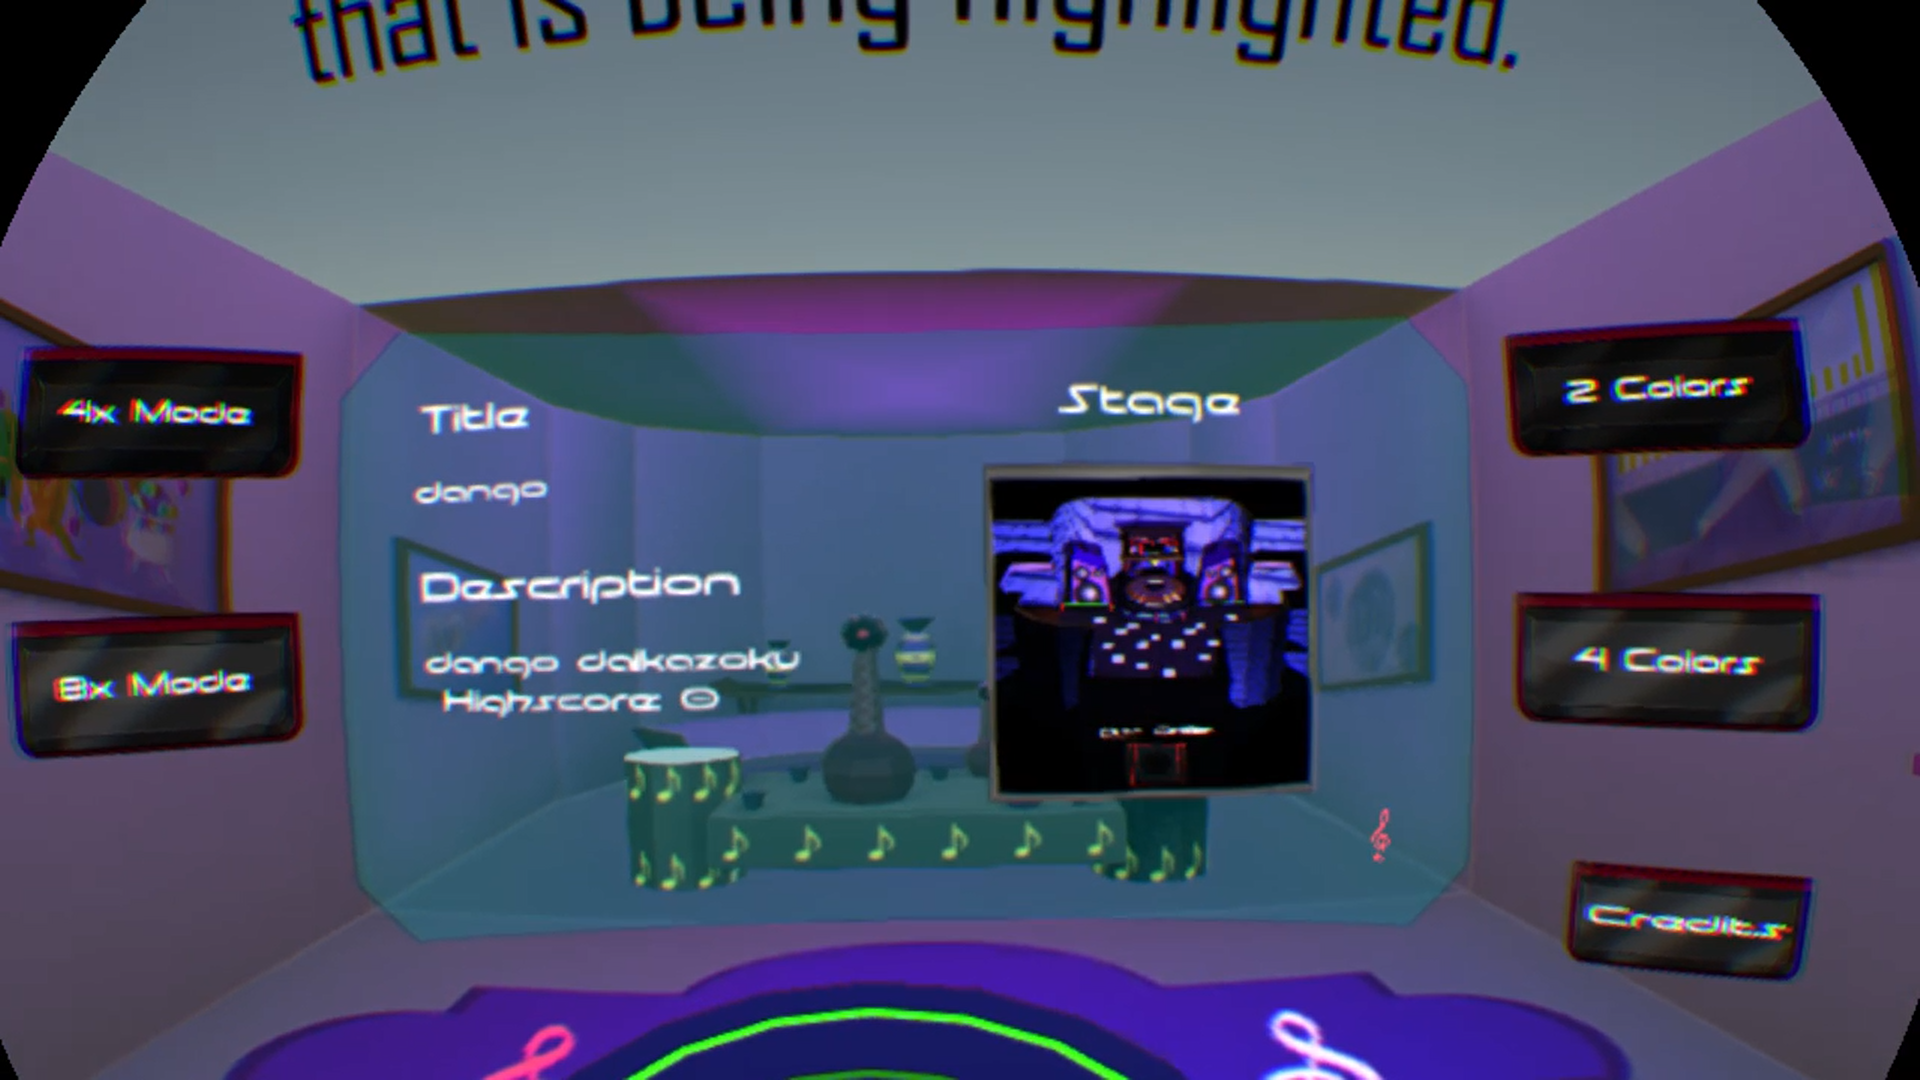 that is being highlighted.
4x Mode
8x Mode
Title
dango
Description
dango daikazoku
Highscore 0
Stage
2 Colors
4 Colors
Credits